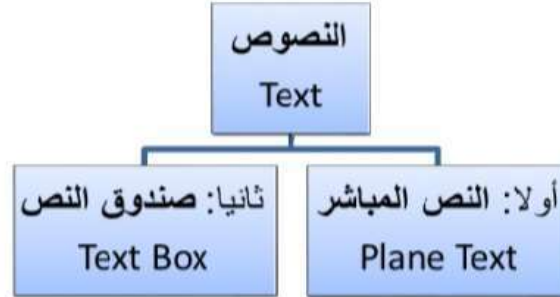 النصوص
Text
أولا: النص المباشر
Plane Text
ثانيا: صندوق النص
Text Box